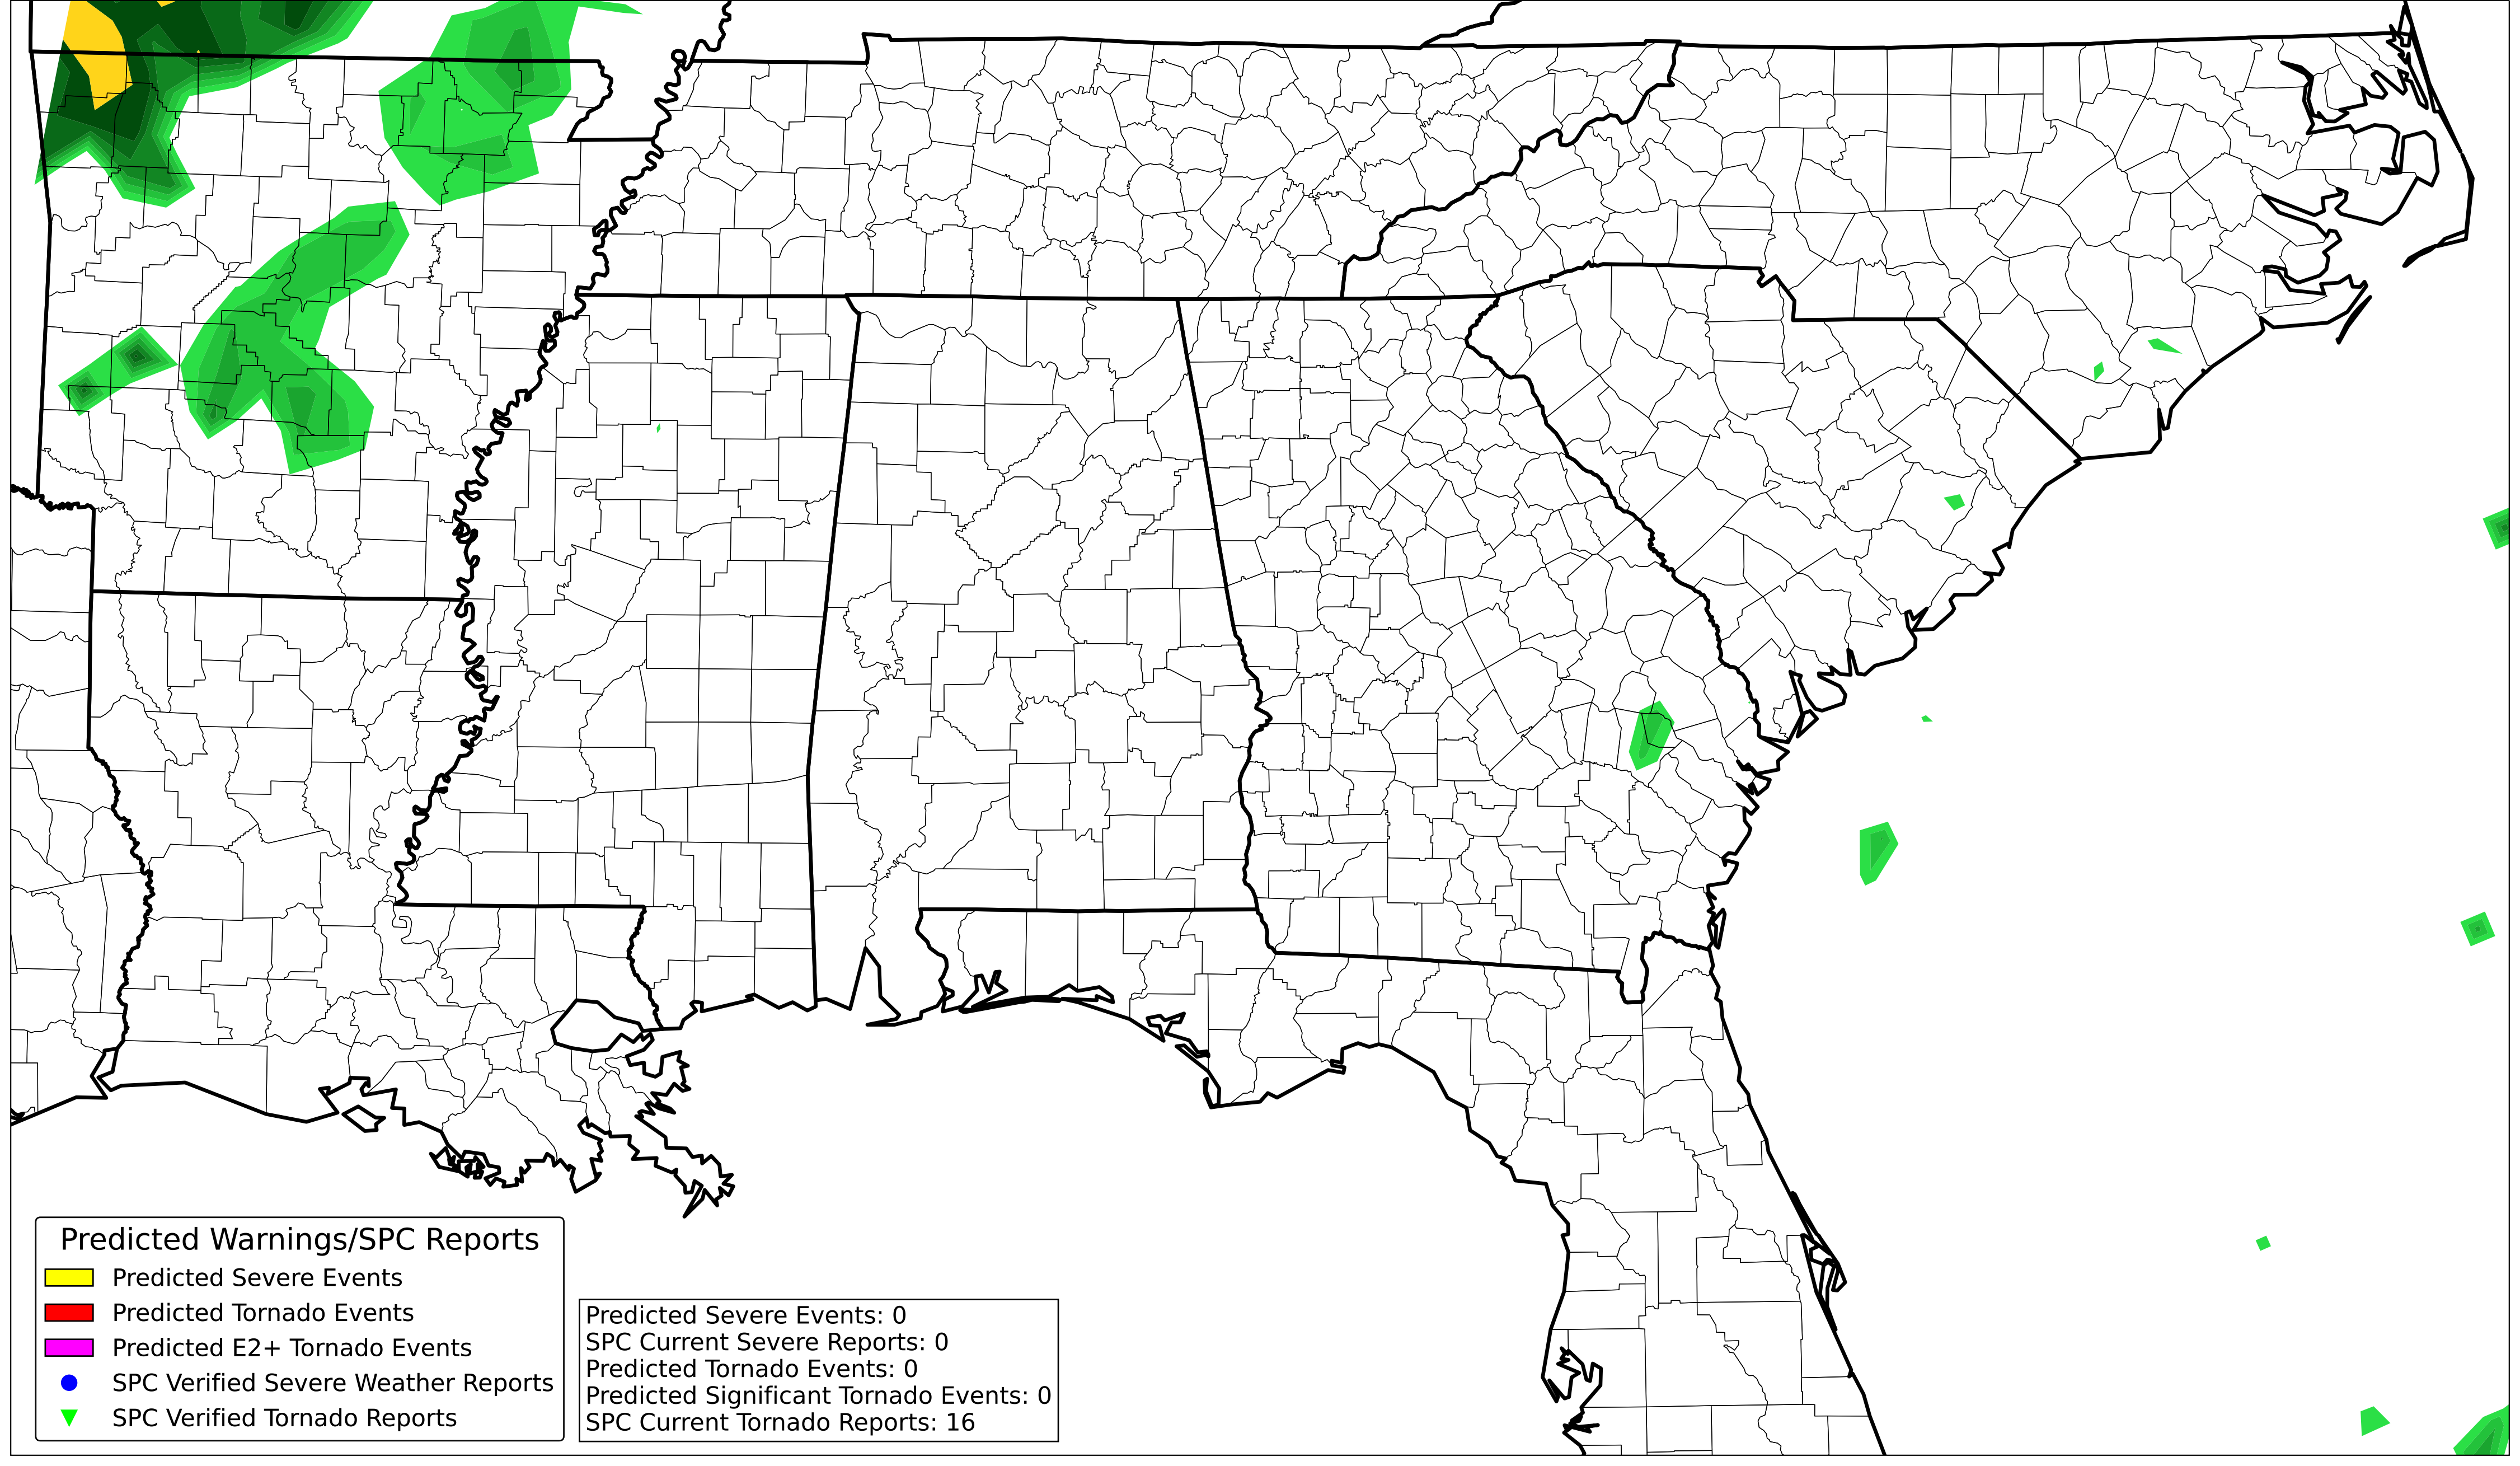 Predicted Warnings/SPC Reports
Predicted Severe Events
Predicted Tornado Events
Predicted E2+ Tornado Events
SPC Verified Severe Weather Reports
SPC Verified Tornado Reports
Predicted Severe Events: 0
SPC Current Severe Reports: 0
Predicted Tornado Events: 0
Predicted Significant Tornado Events: 0
SPC Current Tornado Reports: 16